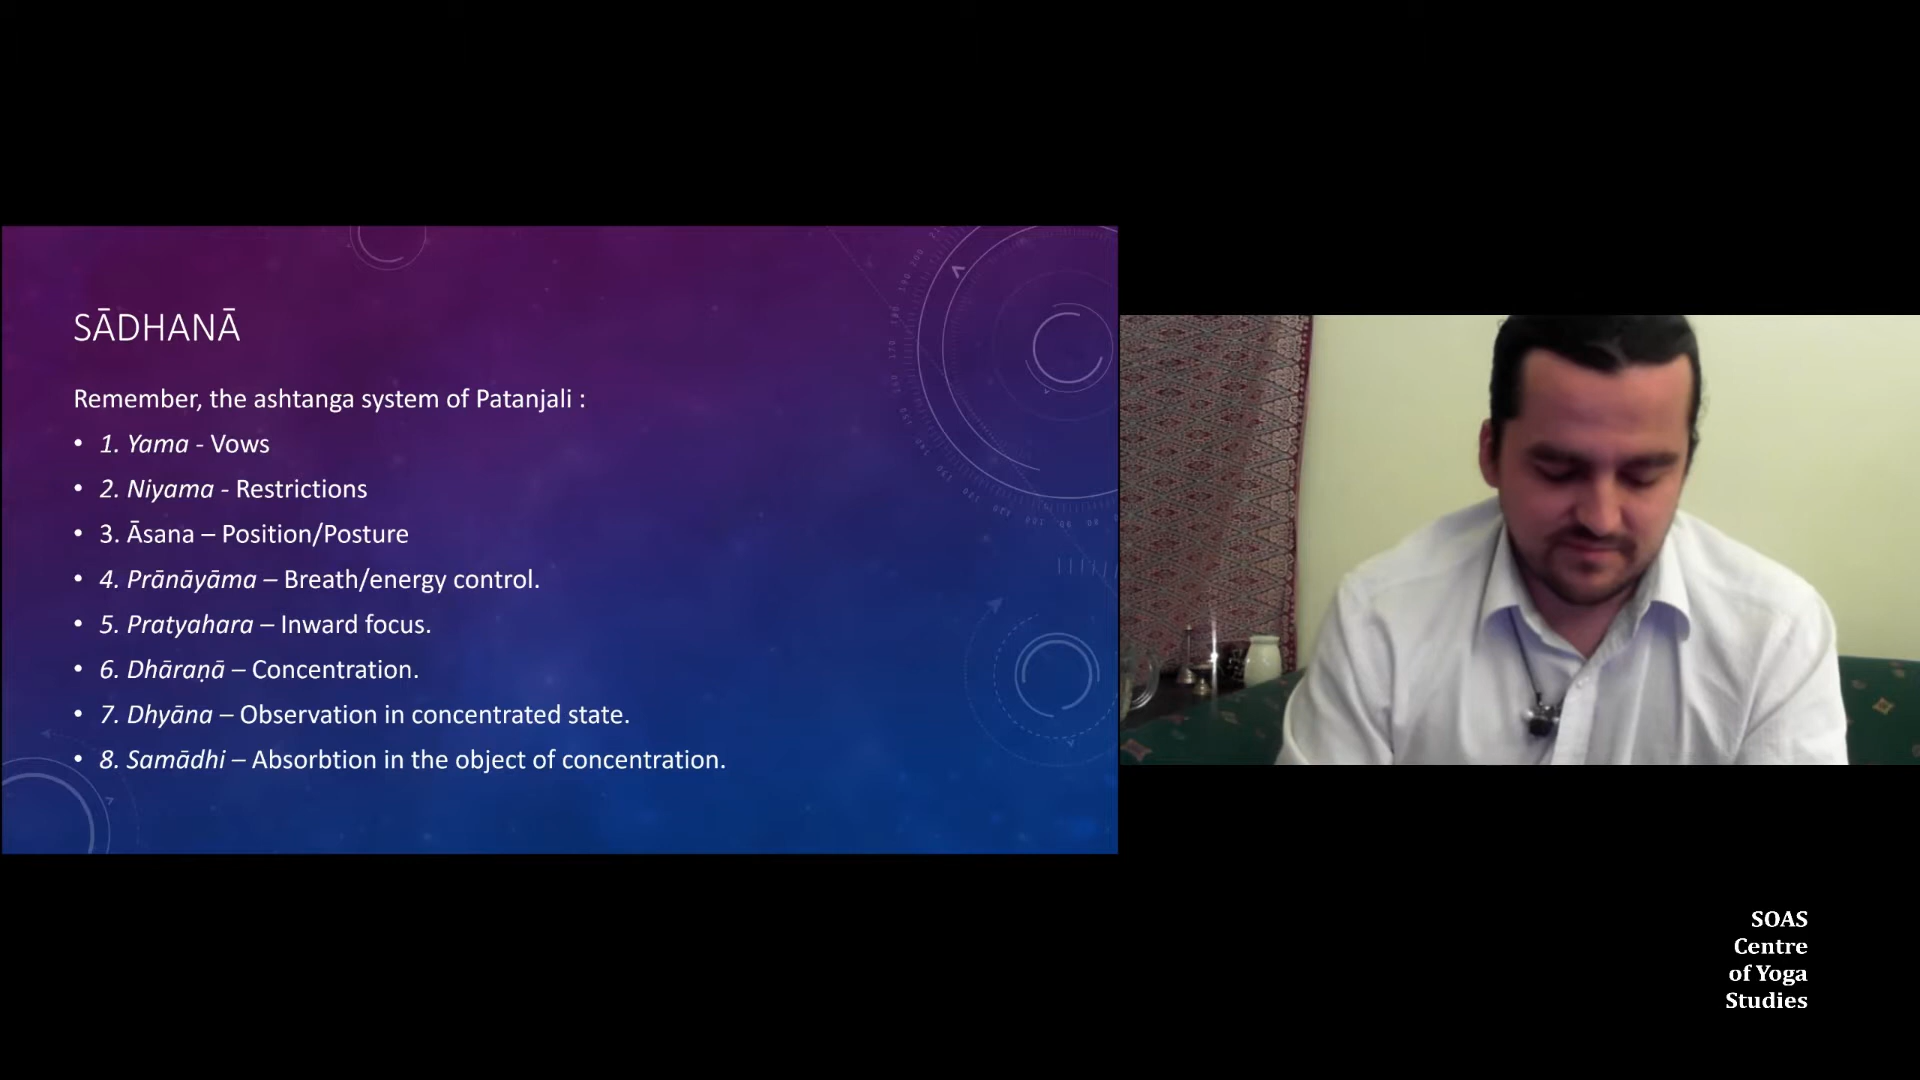 SĀDHANĀ
Remember, the ashtanga system of Patanjali :
• 1. Yama - Vows
• 2. Niyama - Restrictions
• 3. Āsana – Position/Posture
• 4. Prānāyāma – Breath/energy control.
• 5. Pratyahara – Inward focus.
• 6. Dhāraṇā – Concentration.
• 7. Dhyāna – Observation in concentrated state.
• 8. Samādhi – Absorbtion in the object of concentration.
SOAS
Centre
of Yoga
Studies